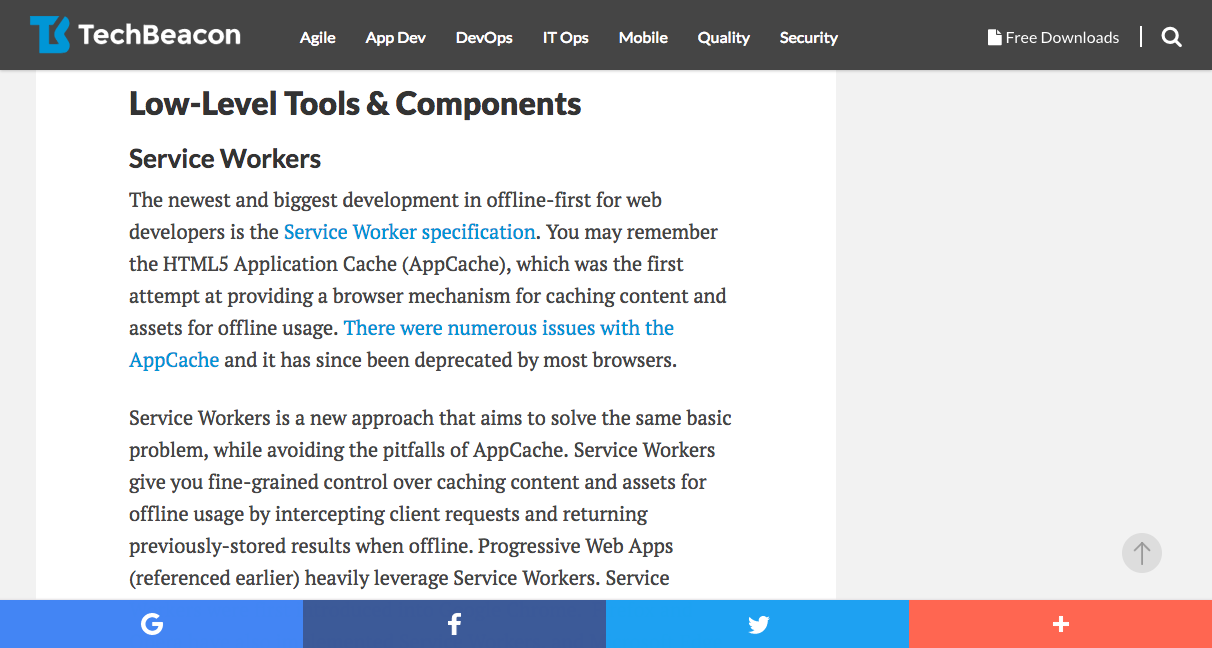 TechBeacon
Agile App Dev DevOps IT Ops Mobile Quality Security
Free Downloads
Low-Level Tools & Components
Service Workers
The newest and biggest development in offline-first for web
developers is the Service Worker specification. You may remember
the HTML5 Application Cache (AppCache), which was the first
attempt at providing a browser mechanism for caching content and
assets for offline usage. There were numerous issues with the
AppCache and it has since been deprecated by most browsers.
Service Workers is a new approach that aims to solve the same basic
problem, while avoiding the pitfalls of AppCache. Service Workers
give you fine-grained control over caching content and assets for
offline usage by intercepting client requests and returning
previously-stored results when offline. Progressive Web Apps
(referenced earlier) heavily leverage Service Workers. Service